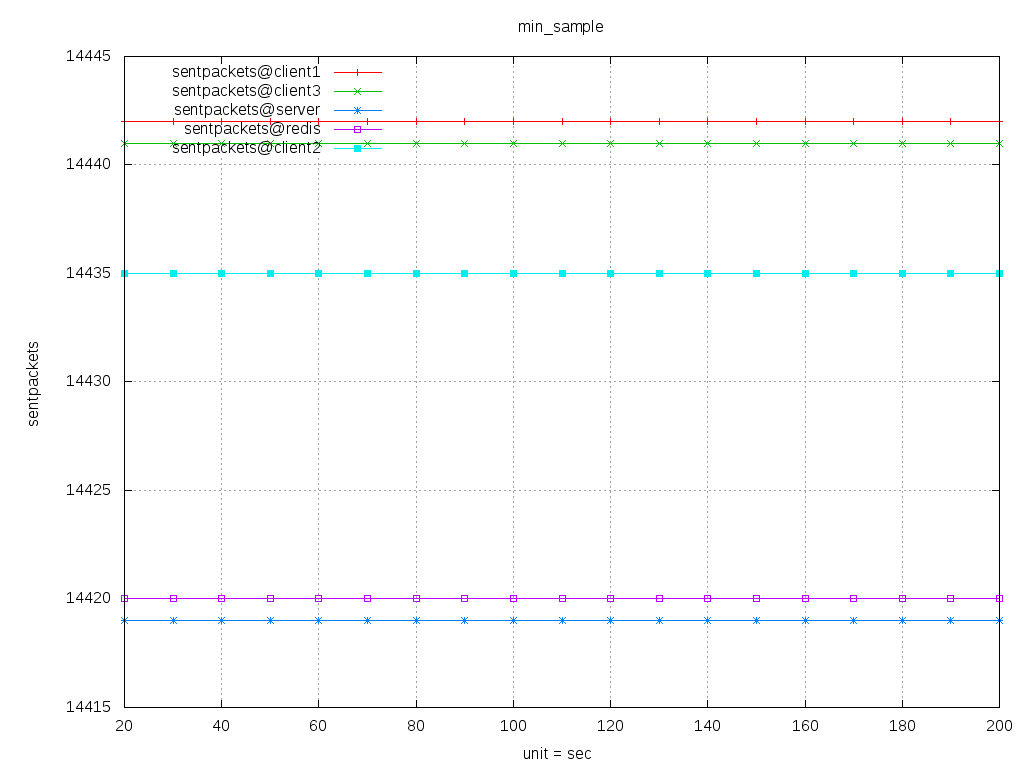 min_sample
14445
sentpackets@client1
sentpackets@client3
sentpackets@server
sentpackets@redis
sentpackets@client2
14440
14435
14430
14425
14420
14415
sentpackets
20 40 60 80 100 120 140 160 180 200
unit = sec